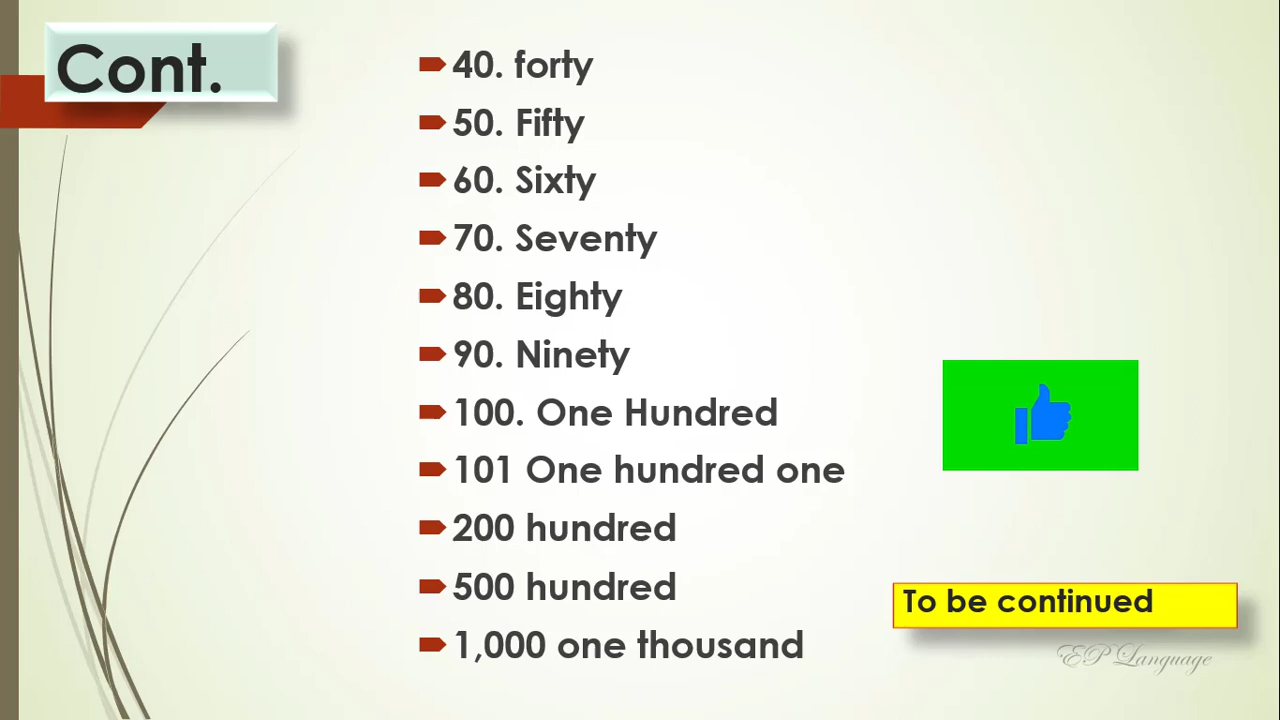 Cont.
40. forty
50. Fifty
60. Sixty
70. Seventy
80. Eighty
90. Ninety
100. One Hundred
101 One hundred one
200 hundred
500 hundred
1,000 one thousand
To be continued
EP Language